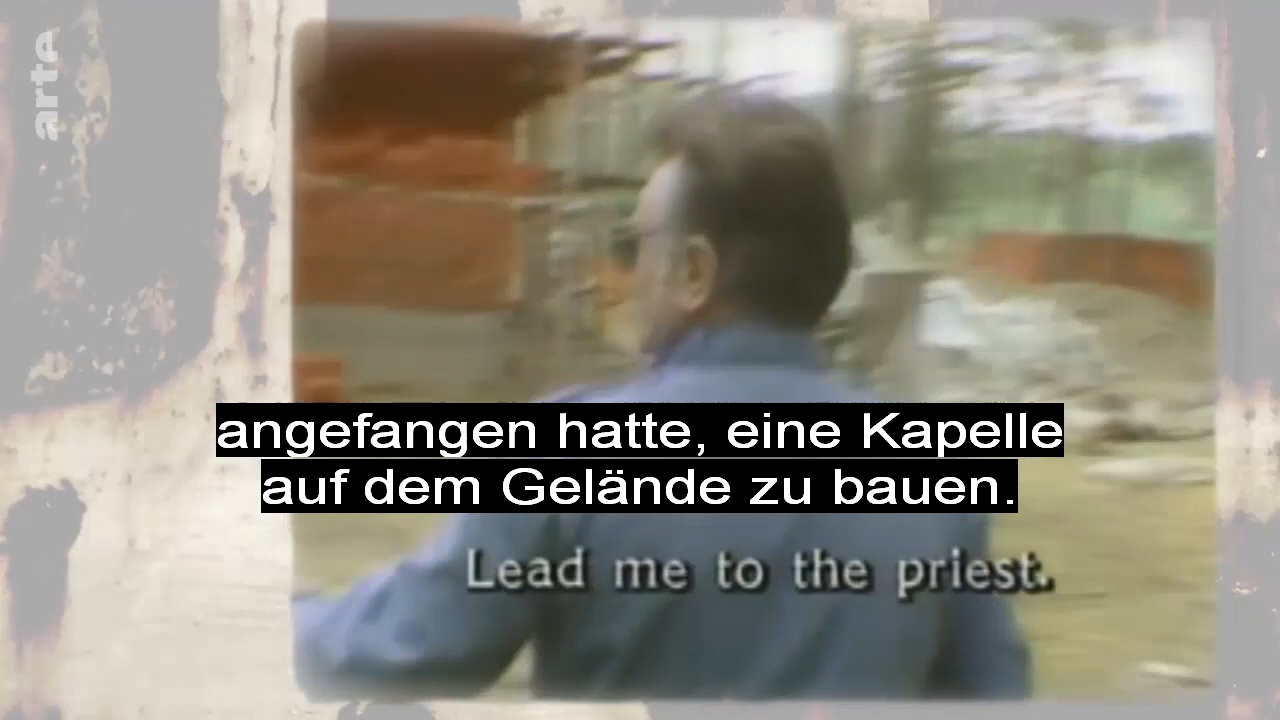 arte
angefangen hatte, eine Kapelle
auf dem Gelände zu bauen.
Lead me to the priest.